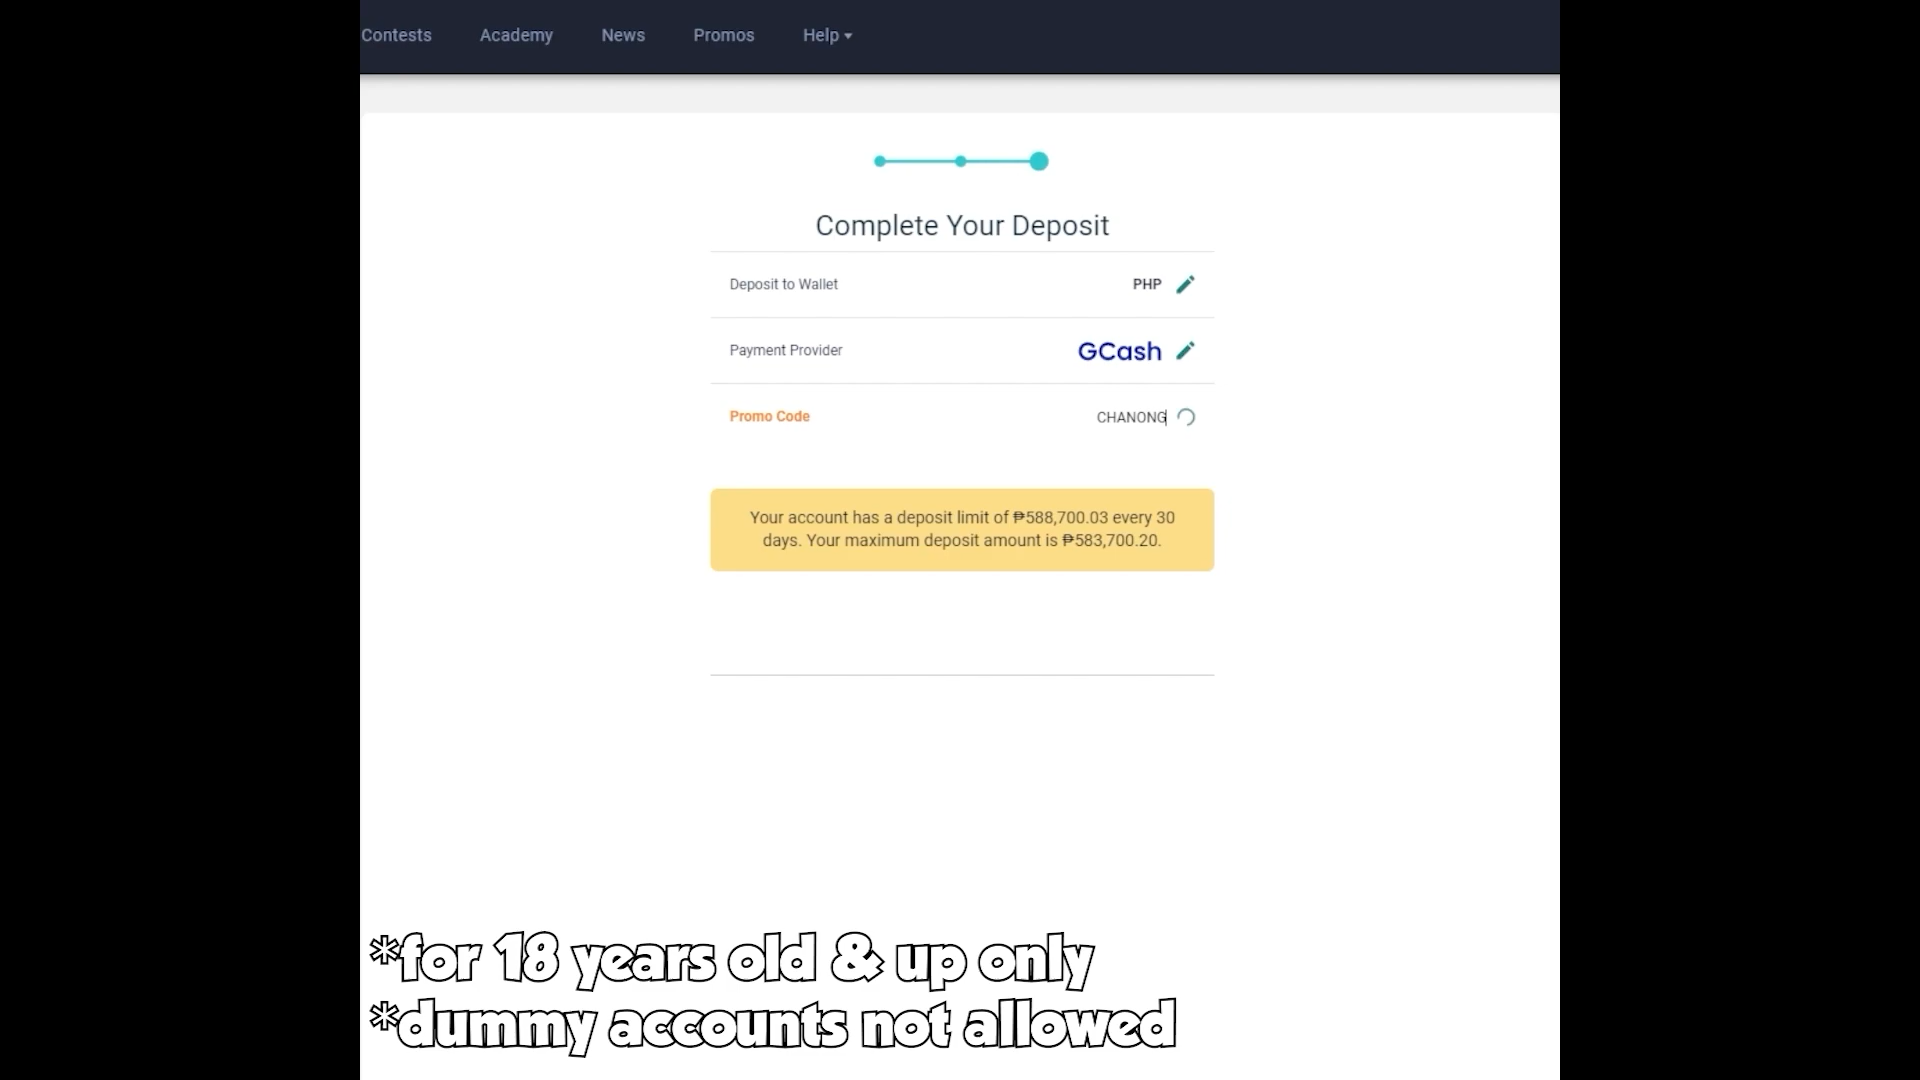 Contests Academy News Promos Help
Complete Your Deposit
Deposit to Wallet PHP
Payment Provider GCash
Promo Code CHANONG
Your account has a deposit limit of ₱588,700.03 every 30
days. Your maximum deposit amount is ₱583,700.20.
*for 18 years old & up only
*dummy accounts not allowed